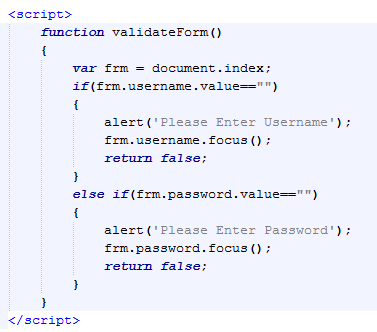 <script>
function validateForm()
{
var frm = document.index;
if(frm.username.value=="")
{
alert('Please Enter Username');
frm.username.focus();
return false;
}
else if(frm.password.value=="")
{
alert('Please Enter Password');
frm.password.focus();
return false;
}
}
</script>